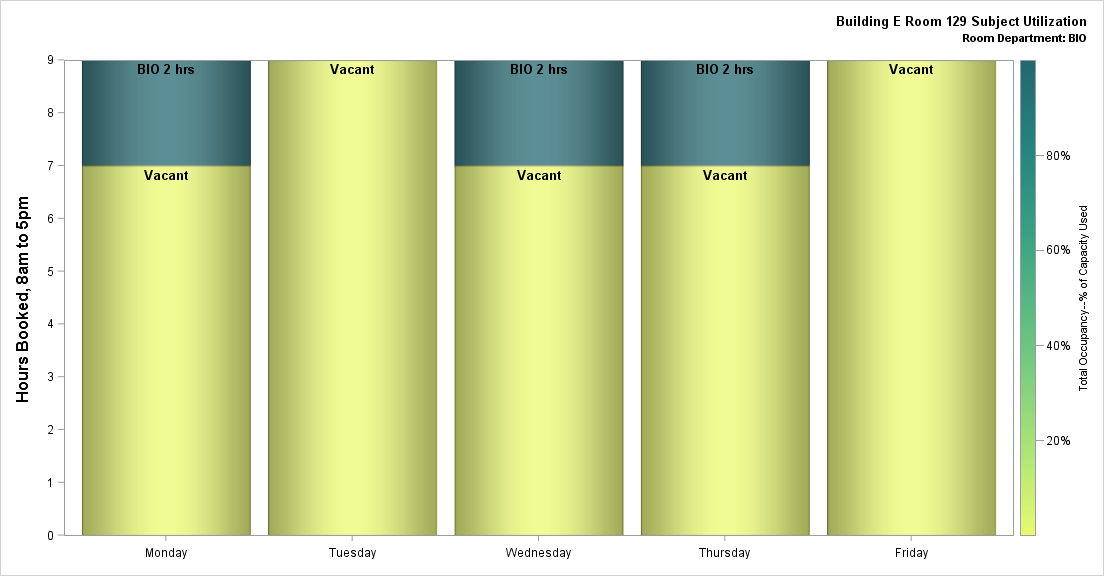 Building E Room 129 Subject Utilization
Room Department: BIO
Hours Booked, 8am to 5pm
9
8
7
6
5
4
3
2
1
0
BIO 2 hrs
Vacant
BIO 2 hrs
BIO 2 hrs
Vacant
Vacant
Vacant
Vacant
Monday
Tuesday
Wednesday
Thursday
Friday
80%
60%
40%
20%
Total Occupancy--% of Capacity Used